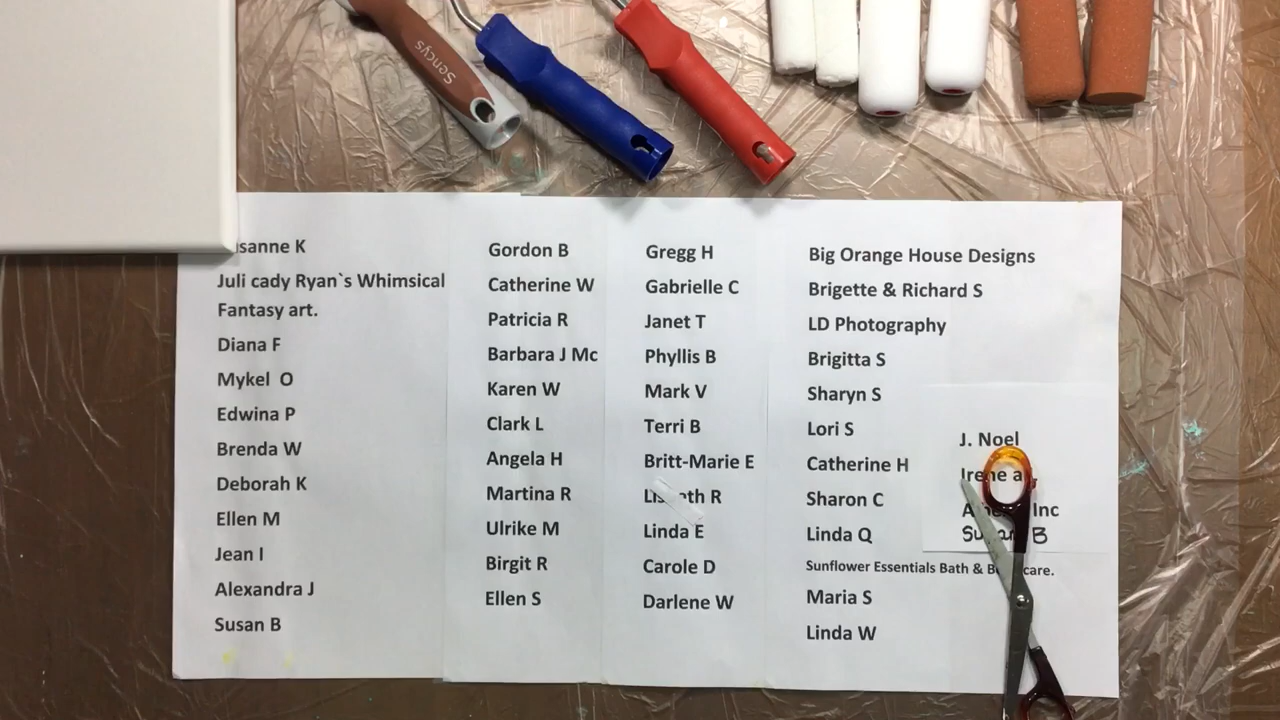 Sencys
Juli cady Ryan`s Whimsical
Fantasy art.
Diana F
Mykel O
Edwina P
Brenda W
Deborah K
Ellen M
Jean I
Alexandra J
Susan B
Gordon B
Catherine W
Patricia R
Barbara J Mc
Karen W
Clark L
Angela H
Martina R
Ulrike M
Birgit R
Ellen S
Gregg H
Gabrielle C
Janet T
Phyllis B
Mark V
Terri B
Britt-Marie E
R
Linda E
Carole D
Darlene W
Big Orange House Designs
Brigette & Richard S
LD Photography
Brigitta S
Sharyn S
Lori S
Catherine H
Sharon C
Linda Q
Sunflower Essentials Bath &
Maria S
Linda W
J. Noel
Irene
Inc
Susan B